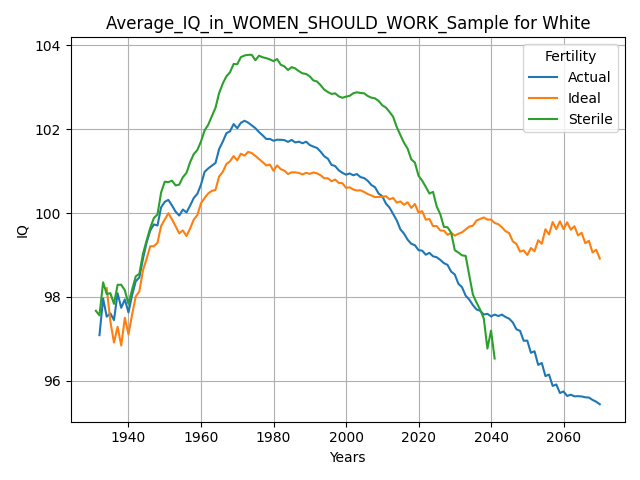 Average_IQ_in_WOMEN_SHOULD_WORK_Sample for White
Fertility
Actual
Ideal
Sterile
IQ
104
102
100
98
96
1940 1960 1980 2000 2020 2040 2060
Years